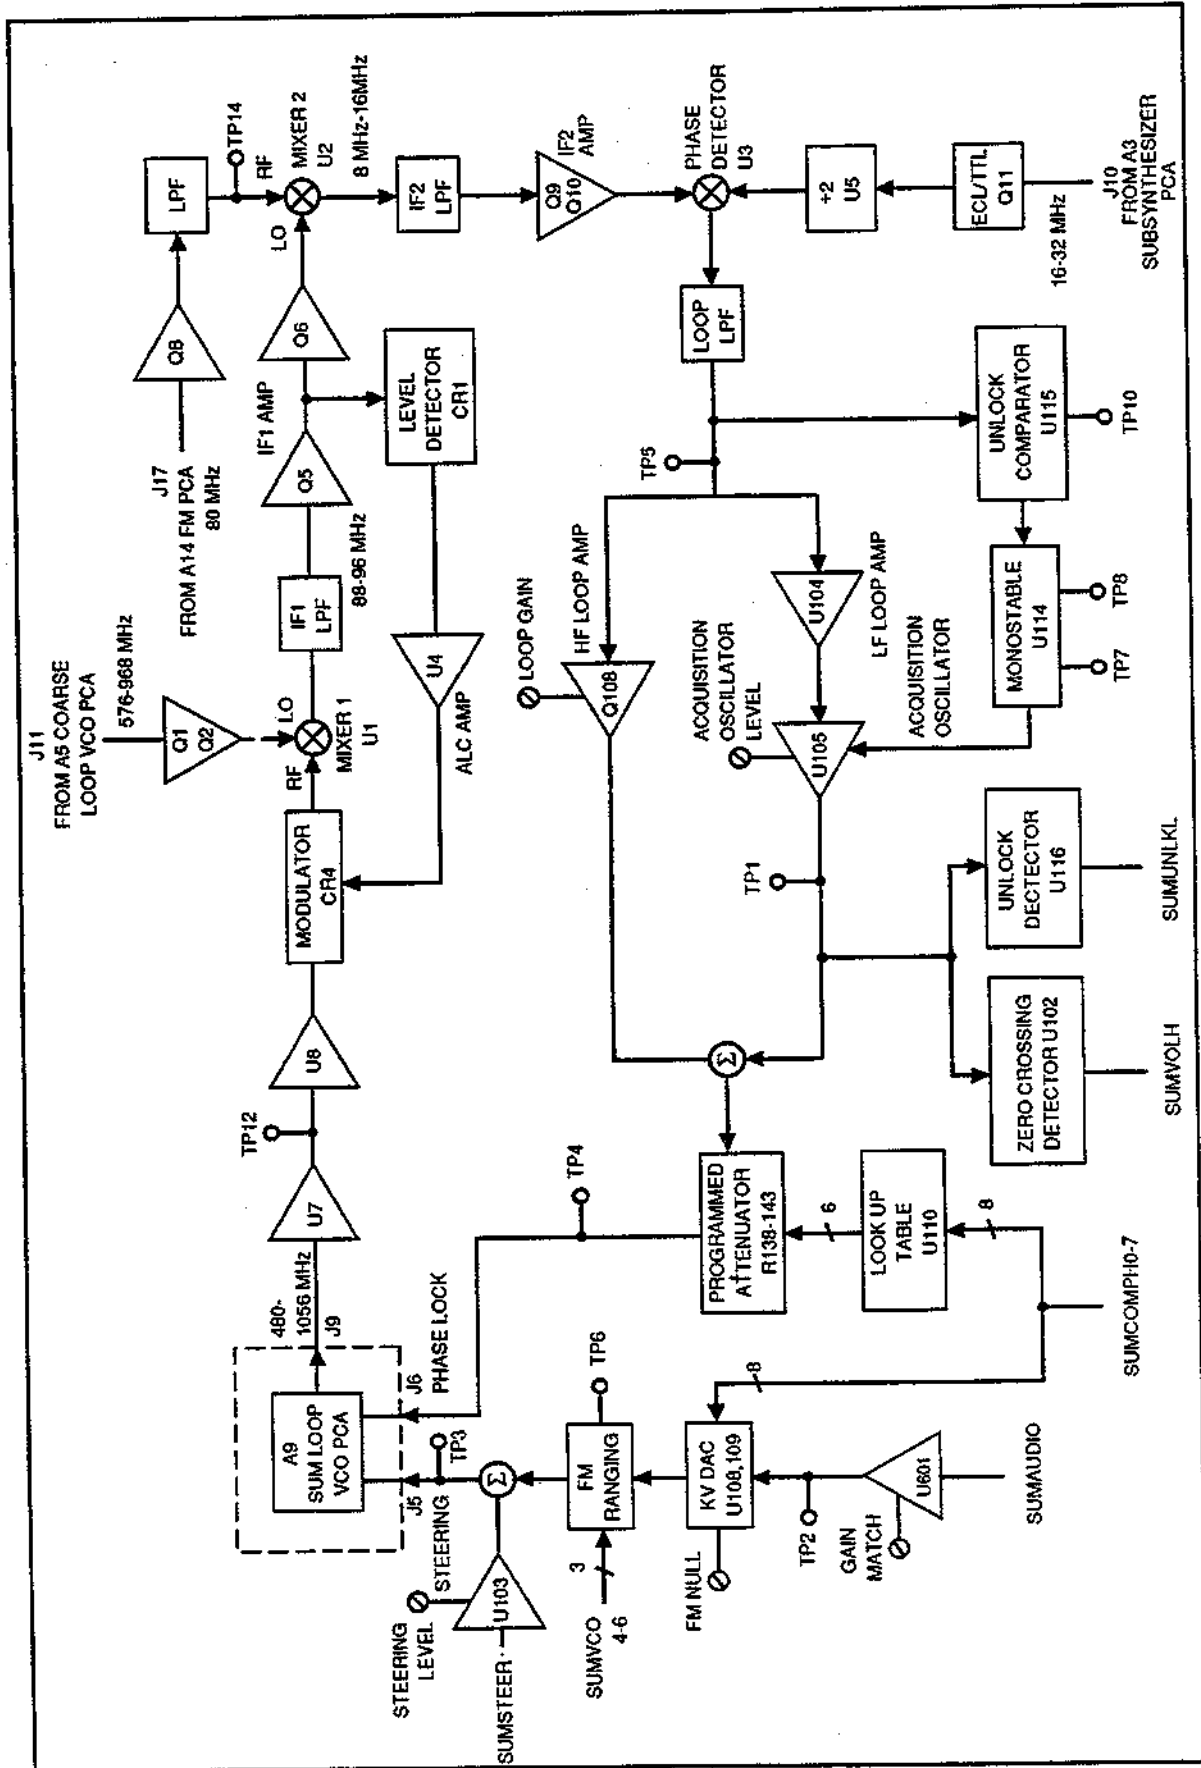 J11
FROM A5 COARSE
LOOP VCO PCA
576-968 MHz
J17
FROM A14 FM PCA
80 MHz
Q8
LPF
TP14
RF
MIXER 2
U2
LO
8 MHz-16MHz
Q1
Q2
LO
RF
MIXER 1
U1
IF1
LPF
88-96 MHz
IF1 AMP
Q5
Q6
LEVEL
DETECTOR
CR1
U4
ALC AMP
MODULATOR
CR4
U8
TP12
U7
480-
1056 MHz
J9
A9
SUM LOOP
VCO PCA
J5
J6
STEERING
PHASE LOCK
TP3
Σ
STEERING
LEVEL
U103
SUMSTEER
IF2
LPF
Q9
Q10
IF2
AMP
PHASE
DETECTOR
U3
÷2
U5
ECL/TTL
Q11
16-32 MHz
J10
FROM A3
SUBSYNTHESIZER
PCA
LOOP
LPF
TP5
HF LOOP AMP
LOOP GAIN
Q108
U104
LF LOOP AMP
ACQUISITION
OSCILLATOR
LEVEL
U105
ACQUISITION
OSCILLATOR
UNLOCK
COMPARATOR
U115
TP10
MONOSTABLE
U114
TP7
TP8
TP1
Σ
UNLOCK
DECTECTOR
U116
SUMUNLKL
ZERO CROSSING
DETECTOR U102
SUMVOLH
PROGRAMMED
ATTENUATOR
R138-143
TP4
6
LOOK UP
TABLE
U110
8
SUMCOMPH0-7
8
FM
RANGING
TP6
3
SUMVCO
4-6
KV DAC
U108,109
FM NULL
TP2
GAIN
MATCH
U601
SUMAUDIO